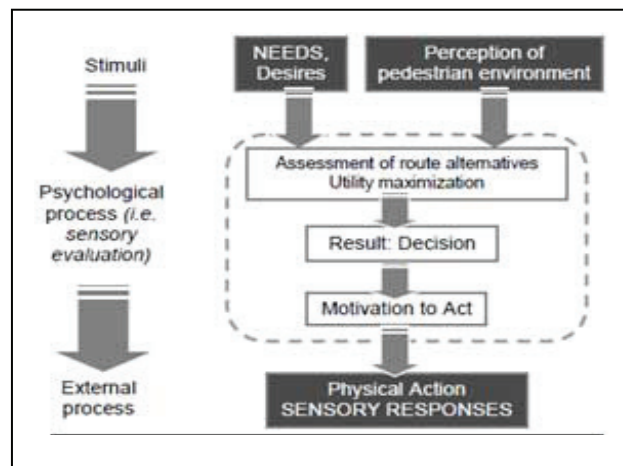 Stimuli
Psychological
process (i.e.
sensory
evaluation)
External
process
NEEDS,
Desires
Perception of
pedestrian environment
Assessment of route alternatives
Utility maximization
Result: Decision
Motivation to Act
Physical Action
SENSORY RESPONSES